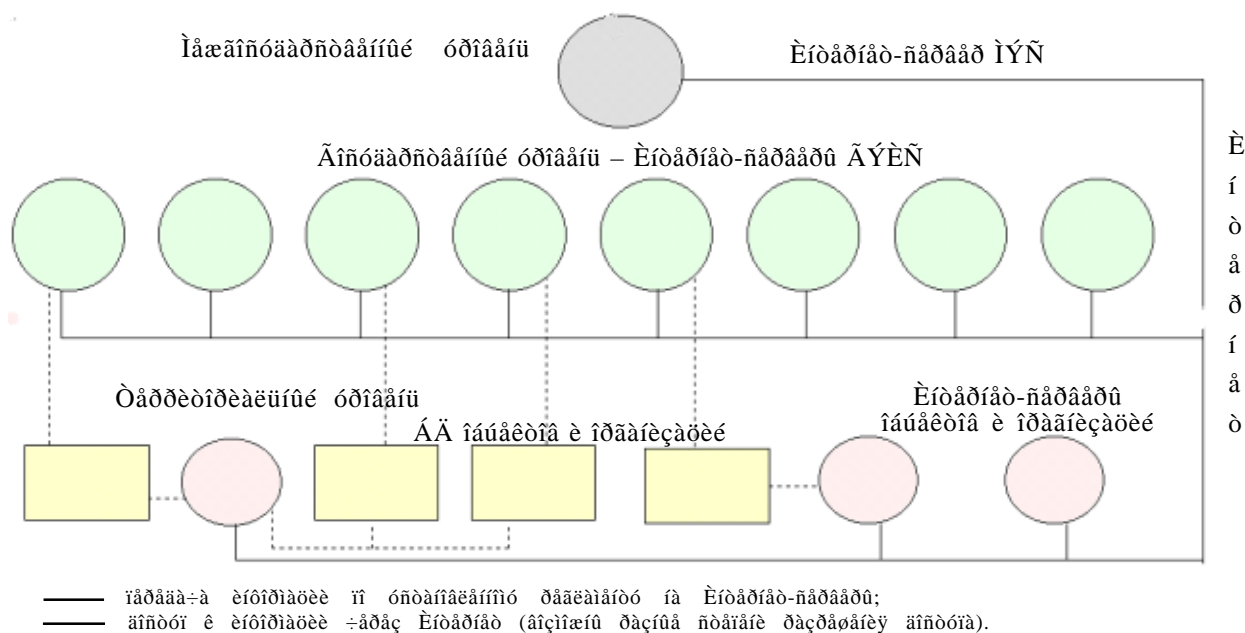 Ìåæãîñóäàðñòâåííûé óðîâåíü
Èíòåðíåò-ñåðâåð ÌÝÑ
Ãîñóäàðñòâåííûé óðîâåíü – Èíòåðíåò-ñåðâåðû ÃÝÈÑ
È
í
ò
å
ð
í
å
ò
Òåððèòîðèàëüíûé óðîâåíü
ÁÄ îáúåêòîâ è îðãàíèçàöèé
Èíòåðíåò-ñåðâåðû
îáúåêòîâ è îðãàíèçàöèé
ïåðåäà÷à èíôîðìàöèè ïî óñòàíîâëåííîìó ðåãëàìåíòó íà Èíòåðíåò-ñåðâåðû;
äîñòóï ê èíôîðìàöèè ÷åðåç Èíòåðíåò (âîçìîæíû ðàçíûå ñòåïåíè ðàçðåøåíèÿ äîñòóïà).